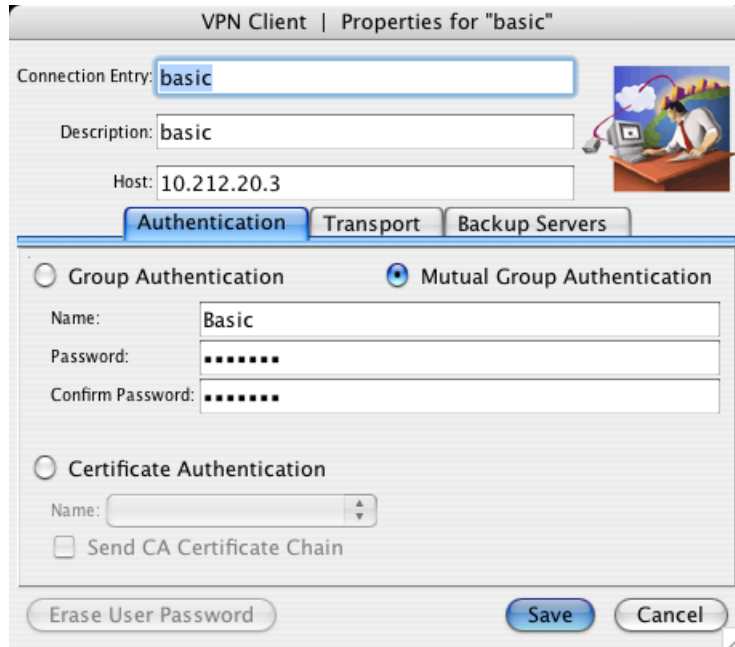 VPN Client | Properties for "basic"
Connection Entry: basic
Description: basic
Host: 10.212.20.3
Authentication Transport Backup Servers
Group Authentication Mutual Group Authentication
Name: Basic
Password: •••••••
Confirm Password: •••••••
Certificate Authentication
Name:
Send CA Certificate Chain
Erase User Password Save Cancel